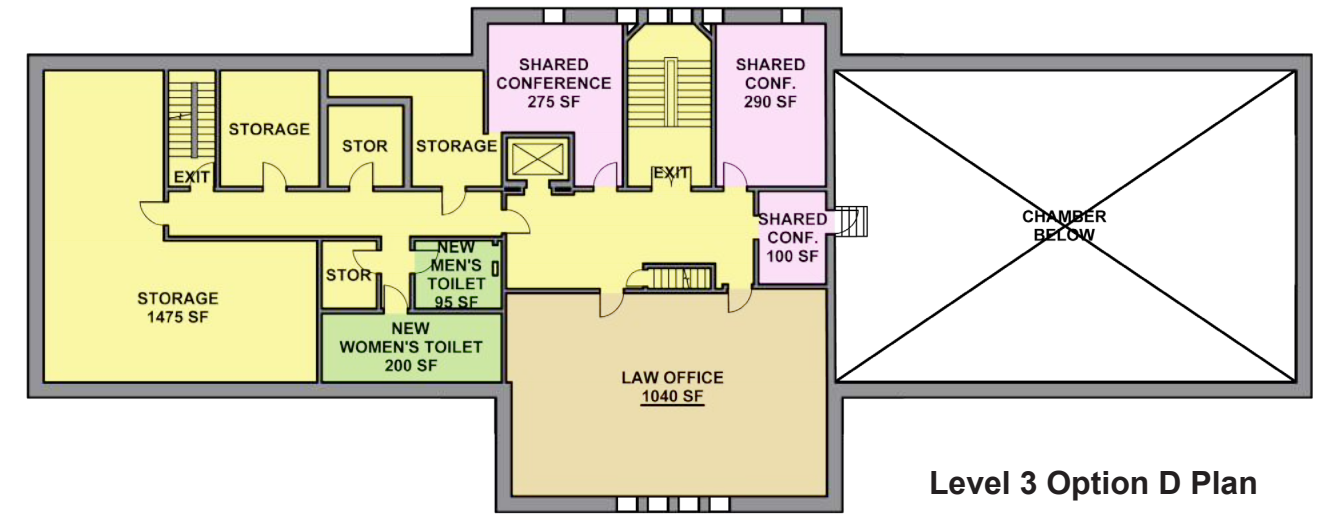 SHARED
CONFERENCE
275 SF
SHARED
CONF.
290 SF
STORAGE
STOR
STORAGE
EXIT
EXIT
SHARED
CONF.
100 SF
CHAMBER
BELOW
STOR
NEW
MEN'S
TOILET
95 SF
STORAGE
1475 SF
NEW
WOMEN'S TOILET
200 SF
LAW OFFICE
1040 SF
Level 3 Option D Plan